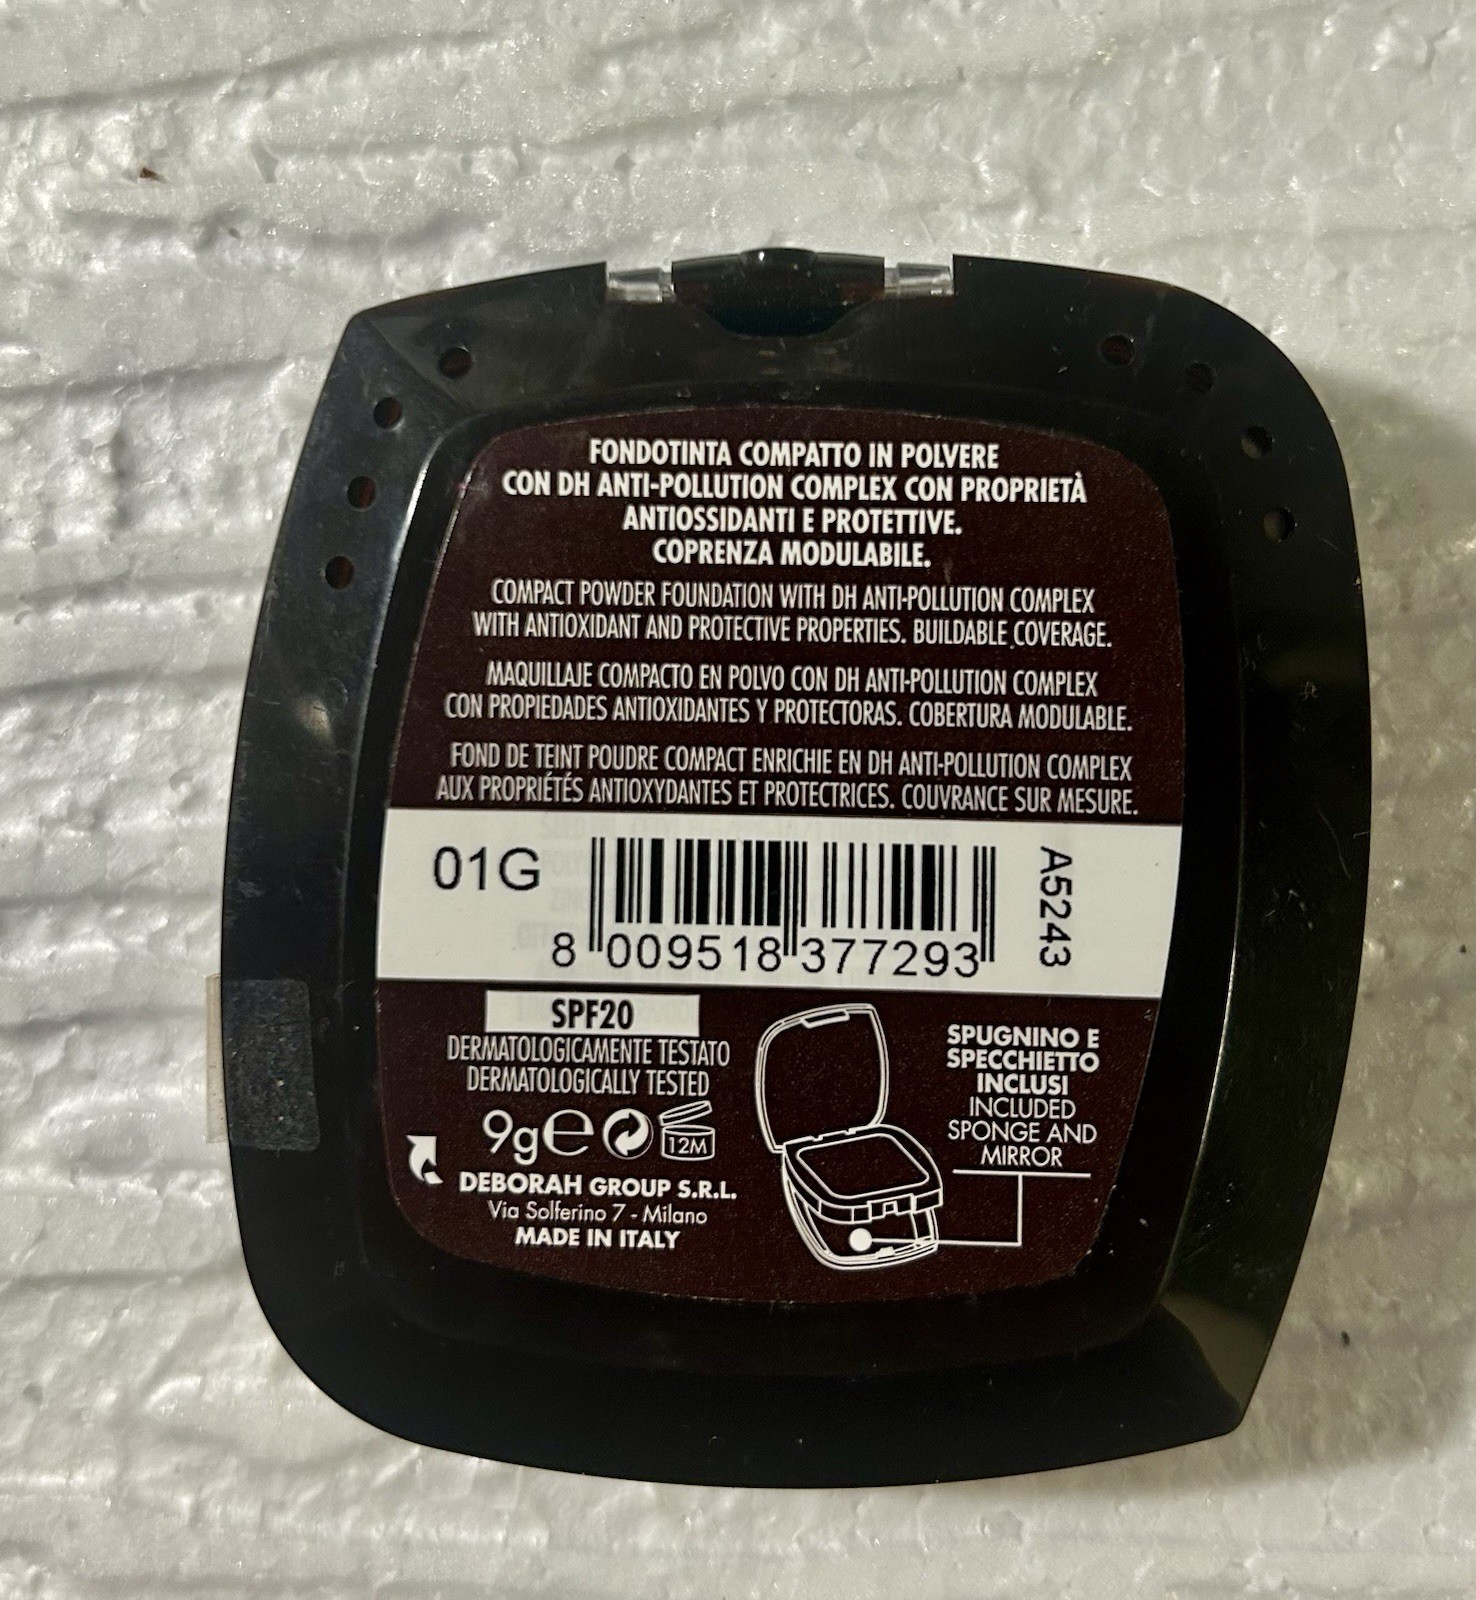 FONDOTINTA COMPATTO IN POLVERE
CON DH ANTI-POLLUTION COMPLEX CON PROPRIETÀ
ANTIOSSIDANTI E PROTETTIVE.
COPRENZA MODULABILE.
COMPACT POWDER FOUNDATION WITH DH ANTI-POLLUTION COMPLEX
WITH ANTIOXIDANT AND PROTECTIVE PROPERTIES. BUILDABLE COVERAGE.
MAQUILLAJE COMPACTO EN POLVO CON DH ANTI-POLLUTION COMPLEX
CON PROPIEDADES ANTIOXIDANTES Y PROTECTORAS. COBERTURA MODULABLE.
FOND DE TEINT POUDRE COMPACT ENRICHIE EN DH ANTI-POLLUTION COMPLEX
AUX PROPRIÉTÉS ANTIOXYDANTES ET PROTECTRICES. COUVRANCE SUR MESURE.
01G
8 009518 377293
A5243
SPF20
DERMATOLOGICAMENTE TESTATO
DERMATOLOGICALLY TESTED
9g e 12M
DEBORAH GROUP S.R.L.
Via Solferino 7 - Milano
MADE IN ITALY
SPUGNINO E
SPECCHIETTO
INCLUSI
INCLUDED
SPONGE AND
MIRROR